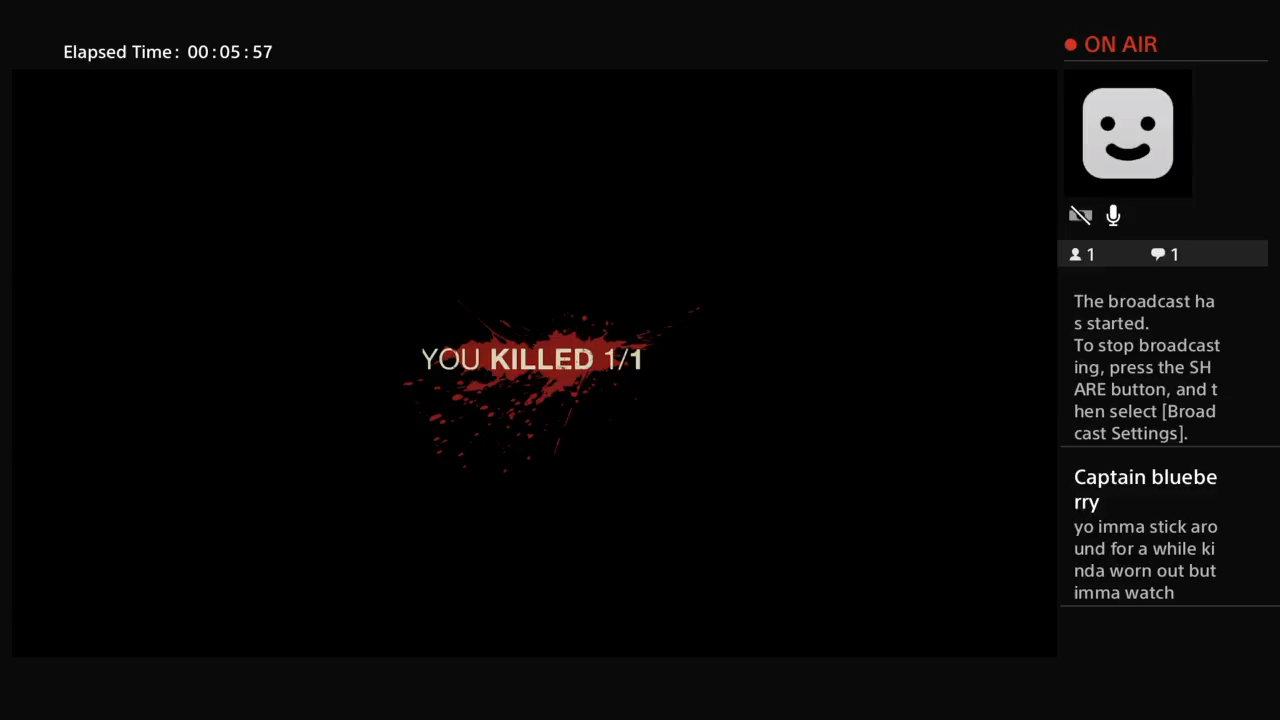 Elapsed Time: 00:05:57
ON AIR
1 1
YOU KILLED 1/1
The broadcast ha
s started.
To stop broadcast
ing, press the SH
ARE button, and t
hen select [Broad
cast Settings].
Captain bluebe
rry
yo imma stick aro
und for a while ki
nda worn out but
imma watch